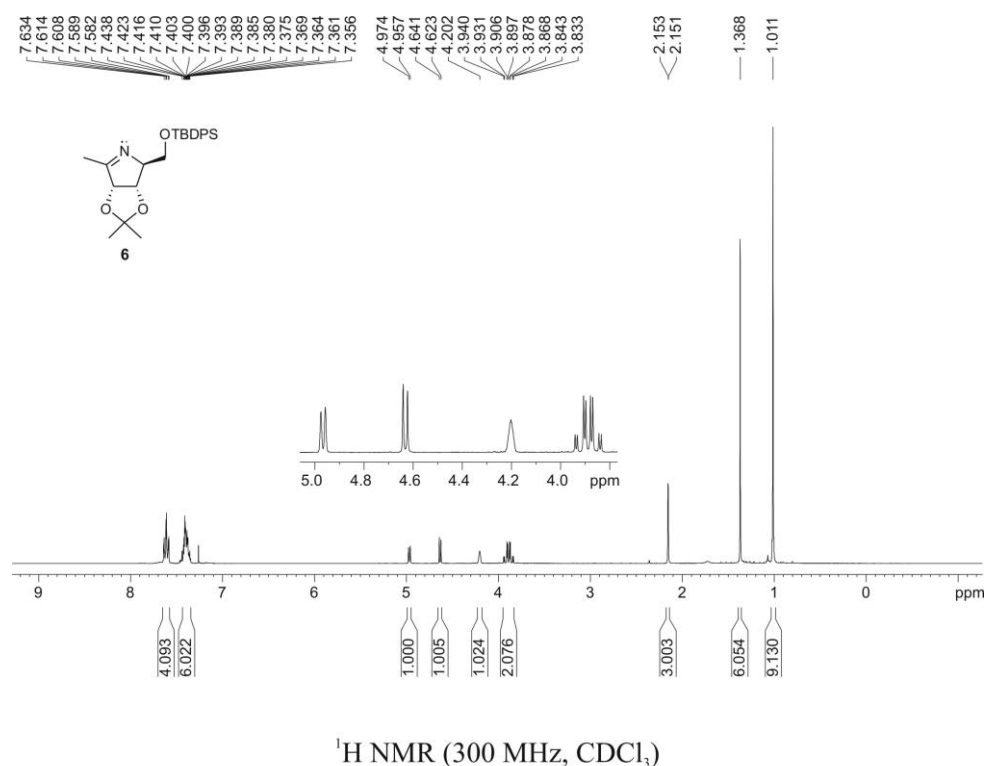 7.634 7.614 7.608 7.589 7.582 7.438 7.423 7.416 7.410 7.403 7.400 7.396 7.393 7.389 7.385 7.380 7.375 7.369 7.364 7.361 7.356 4.974 4.957 4.641 4.623 4.202 3.940 3.931 3.906 3.897 3.878 3.868 3.843 3.833 2.153 2.151 1.368 1.011
OTBDPS
N
O O
6
5.0 4.8 4.6 4.4 4.2 4.0 ppm
9 8 7 6 5 4 3 2 1 0 ppm
4.093 6.022 1.000 1.005 1.024 2.076 3.003 6.054 9.130
¹H NMR (300 MHz, CDCl₃)